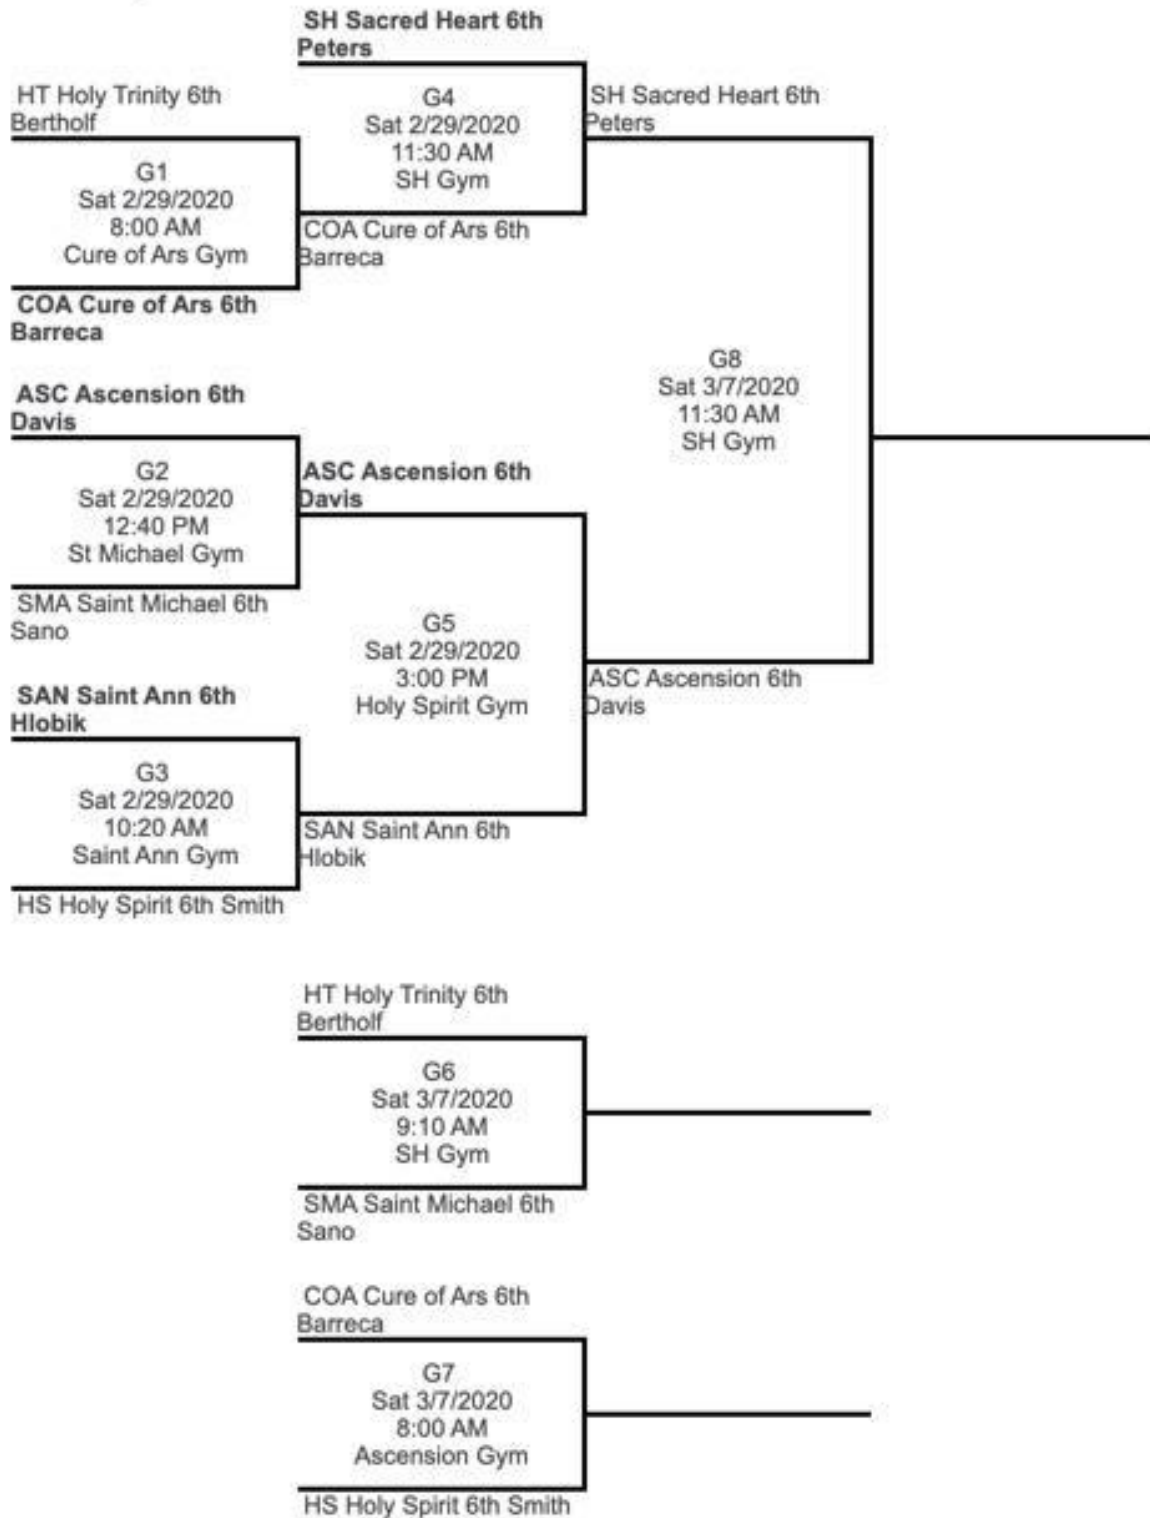 SH Sacred Heart 6th
Peters
HT Holy Trinity 6th
Bertholf
G4
Sat 2/29/2020
11:30 AM
SH Gym
SH Sacred Heart 6th
Peters
G1
Sat 2/29/2020
8:00 AM
Cure of Ars Gym
COA Cure of Ars 6th
Barreca
COA Cure of Ars 6th
Barreca
G8
Sat 3/7/2020
11:30 AM
SH Gym
ASC Ascension 6th
Davis
G2
Sat 2/29/2020
12:40 PM
St Michael Gym
ASC Ascension 6th
Davis
SMA Saint Michael 6th
Sano
G5
Sat 2/29/2020
3:00 PM
Holy Spirit Gym
ASC Ascension 6th
Davis
SAN Saint Ann 6th
Hlobik
G3
Sat 2/29/2020
10:20 AM
Saint Ann Gym
SAN Saint Ann 6th
Hlobik
HS Holy Spirit 6th Smith
HT Holy Trinity 6th
Bertholf
G6
Sat 3/7/2020
9:10 AM
SH Gym
SMA Saint Michael 6th
Sano
COA Cure of Ars 6th
Barreca
G7
Sat 3/7/2020
8:00 AM
Ascension Gym
HS Holy Spirit 6th Smith